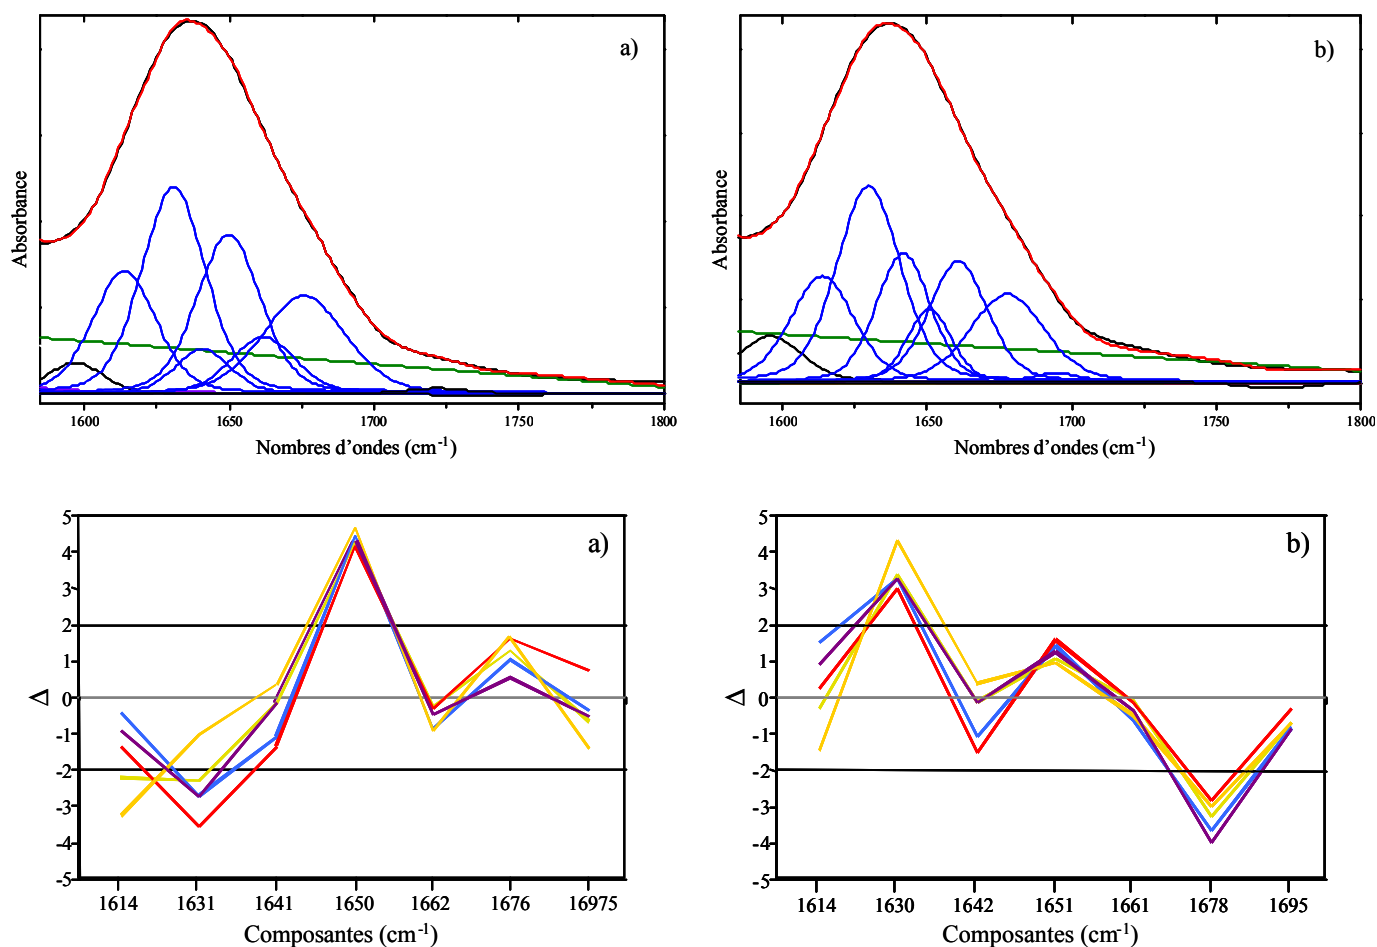 a)
Absorbance
1600 1650 1700 1750 1800
Nombres d’ondes (cm-1)
b)
Absorbance
1600 1650 1700 1750 1800
Nombres d’ondes (cm-1)
a)
Δ
5
4
3
2
1
0
-1
-2
-3
-4
-5
1614 1631 1641 1650 1662 1676 16975
Composantes (cm-1)
b)
Δ
5
4
3
2
1
0
-1
-2
-3
-4
-5
1614 1630 1642 1651 1661 1678 1695
Composantes (cm-1)